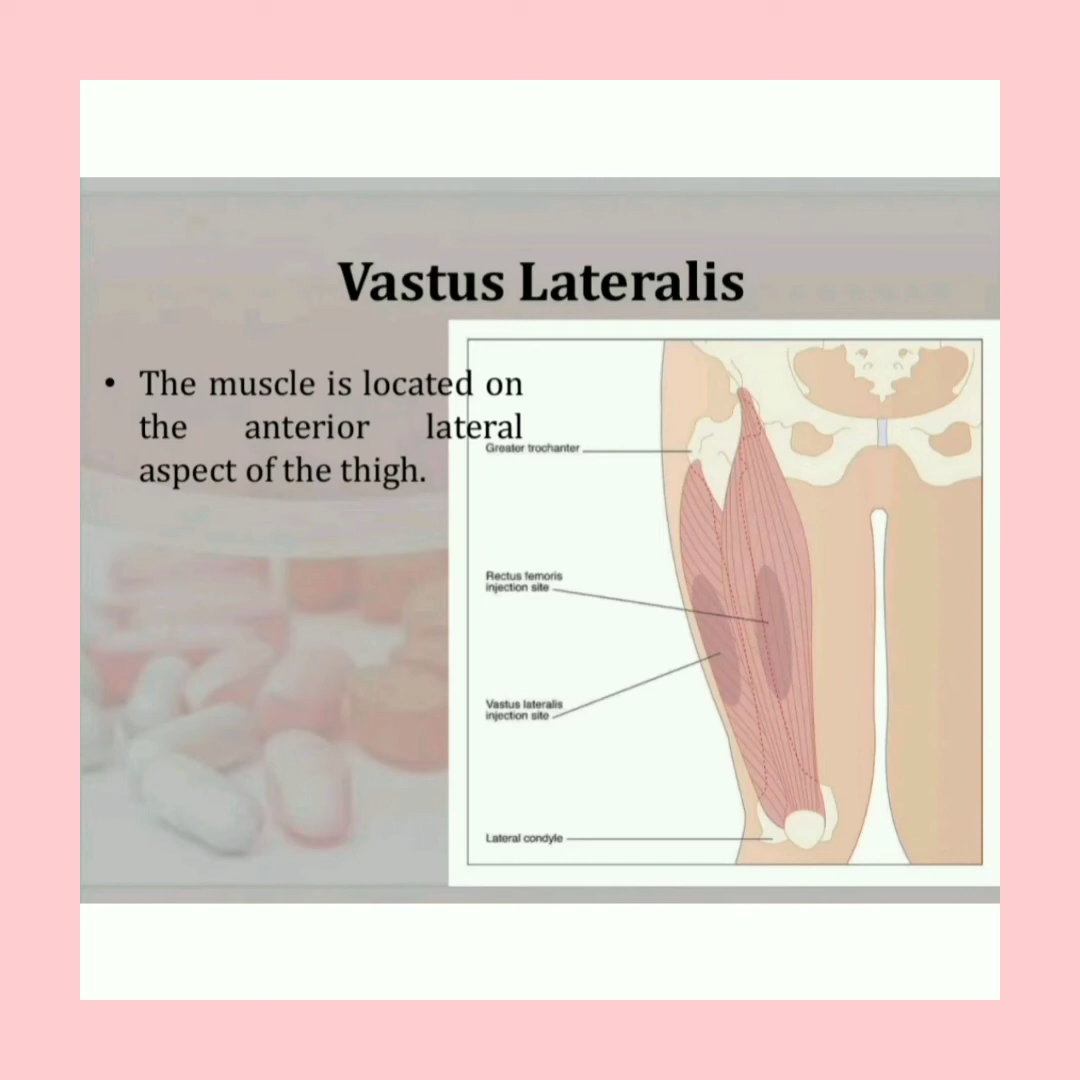 Vastus Lateralis
• The muscle is located on
the anterior lateral
aspect of the thigh.
Greater trochanter
Rectus femoris
injection site
Vastus lateralis
injection site
Lateral condyle